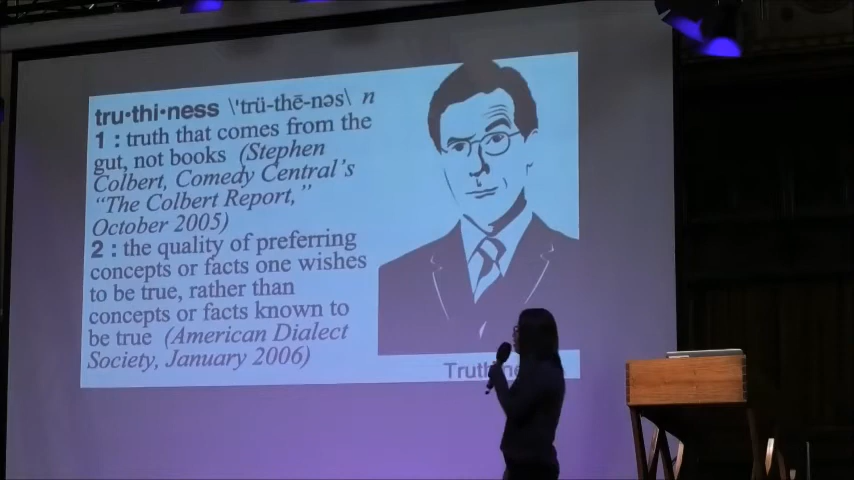 tru•thi•ness \'trü-thē-nəs\ n
1 : truth that comes from the
gut, not books (Stephen
Colbert, Comedy Central's
"The Colbert Report,"
October 2005)
2 : the quality of preferring
concepts or facts one wishes
to be true, rather than
concepts or facts known to
be true (American Dialect
Society, January 2006)